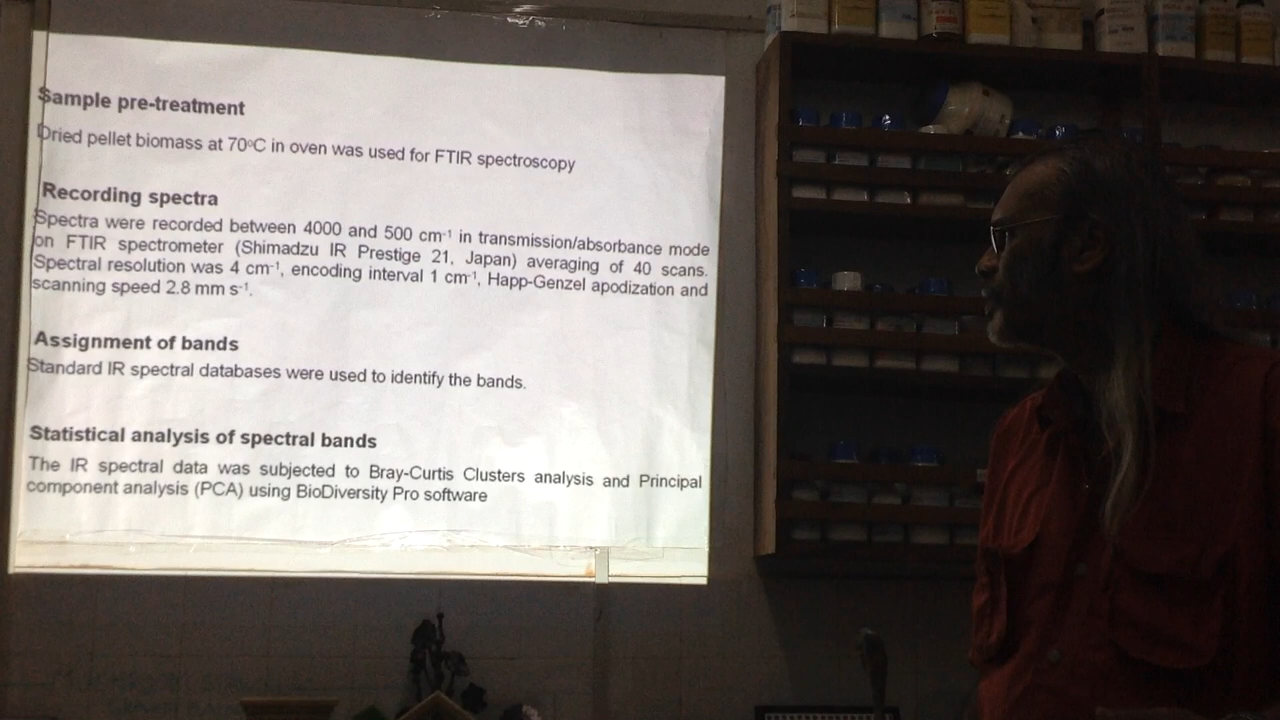 Sample pre-treatment
Dried pellet biomass at 70°C in oven was used for FTIR spectroscopy
Recording spectra
Spectra were recorded between 4000 and 500 cm⁻¹ in transmission/absorbance mode
on FTIR spectrometer (Shimadzu IR Prestige 21, Japan) averaging of 40 scans.
Spectral resolution was 4 cm⁻¹, encoding interval 1 cm⁻¹, Happ-Genzel apodization and
scanning speed 2.8 mm s⁻¹.
Assignment of bands
Standard IR spectral databases were used to identify the bands.
Statistical analysis of spectral bands
The IR spectral data was subjected to Bray-Curtis Clusters analysis and Principal
component analysis (PCA) using BioDiversity Pro software